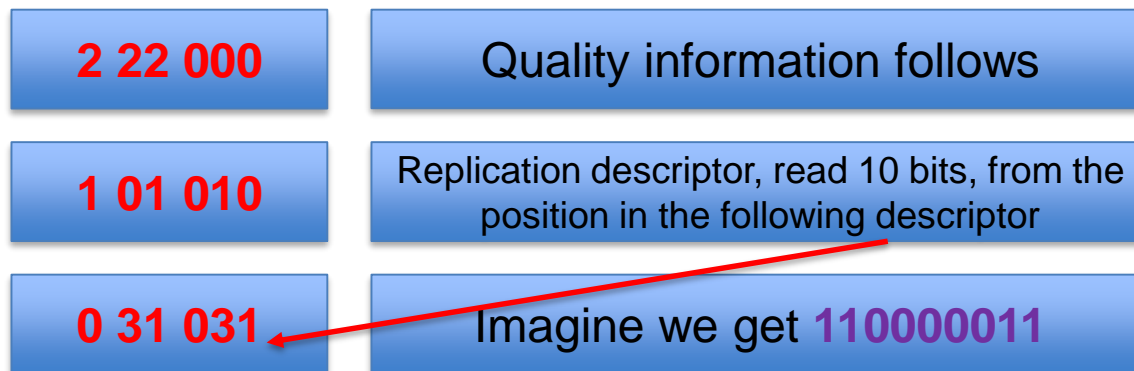 2 22 000 Quality information follows
1 01 010 Replication descriptor, read 10 bits, from the
position in the following descriptor
0 31 031 Imagine we get 110000011